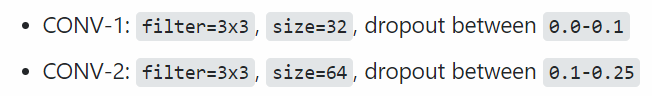 • CONV-1: filter=3x3, size=32, dropout between 0.0-0.1
• CONV-2: filter=3x3, size=64, dropout between 0.1-0.25